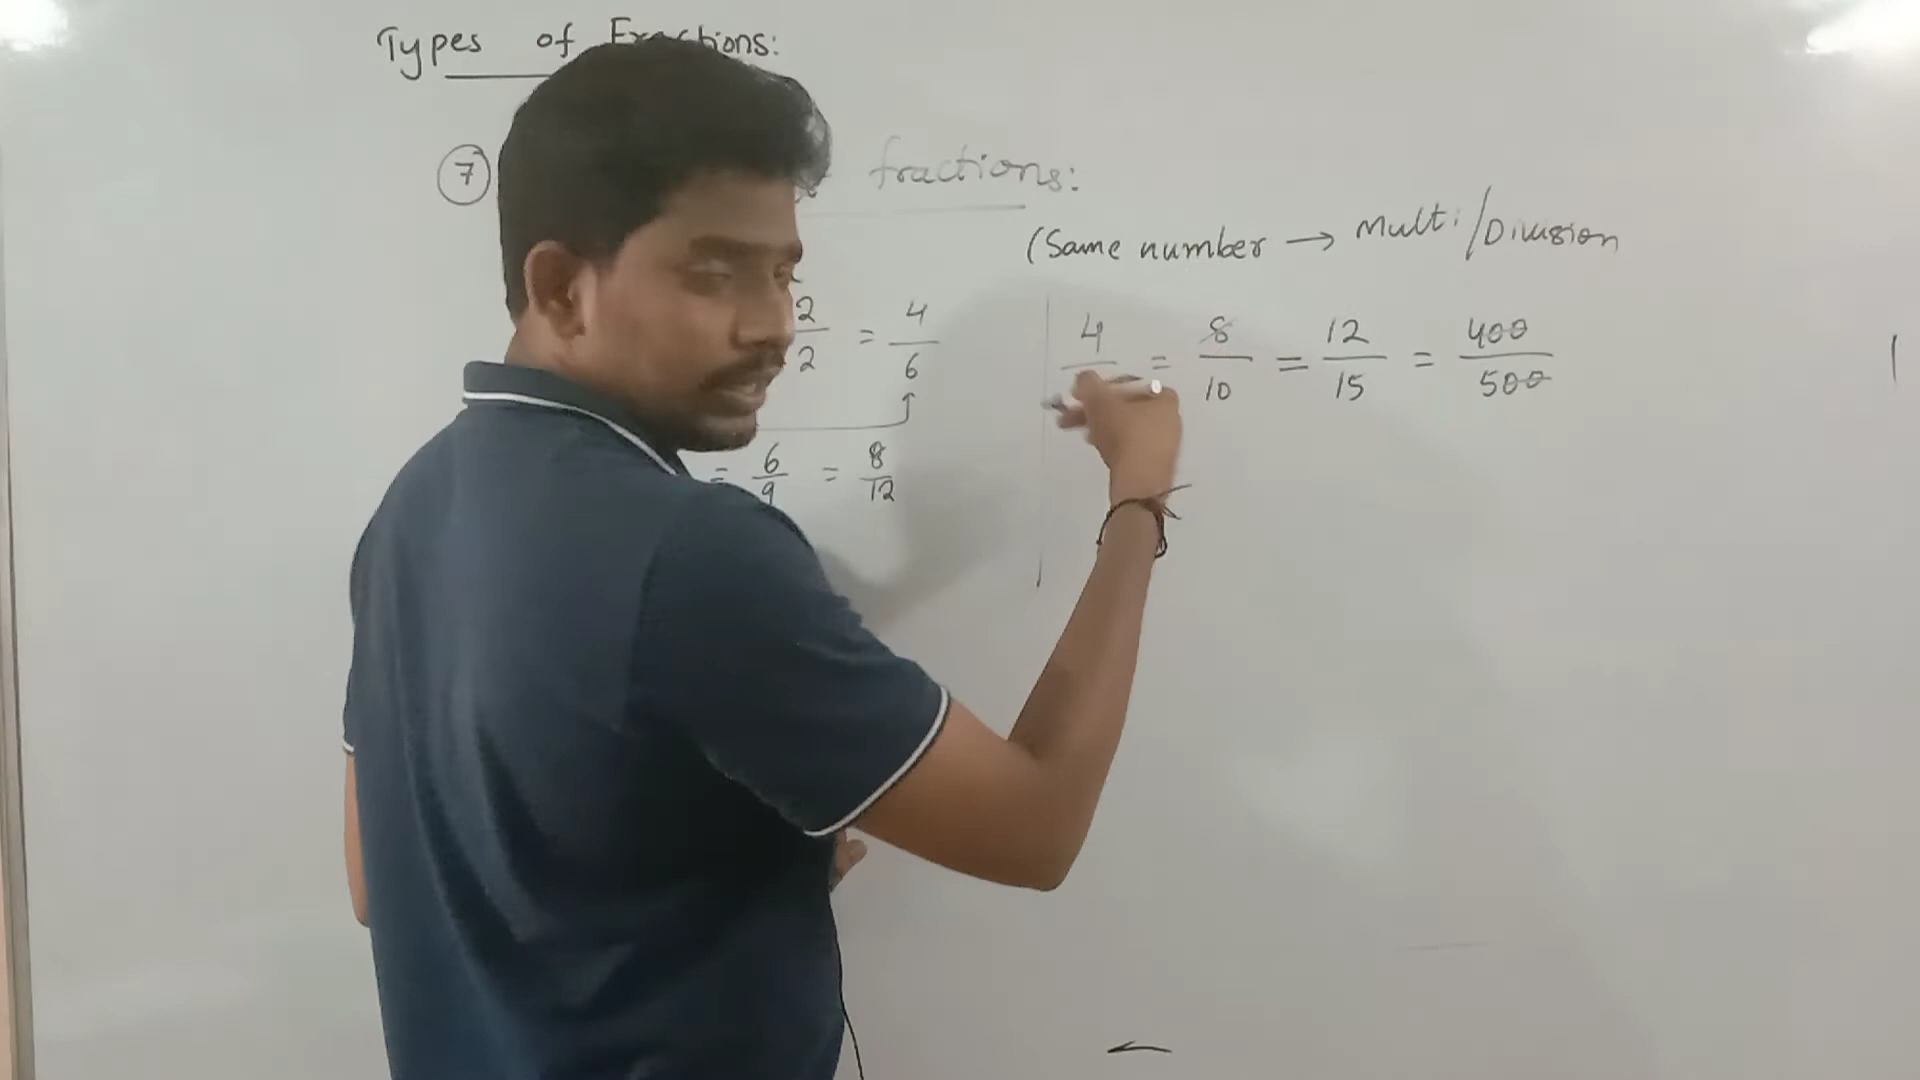 Types of Fractions:
7 fractions:
(Same number → Multi/Division
2/2 = 4/6
4 = 8/10 = 12/15 = 400/500
= 6/9 = 8/12